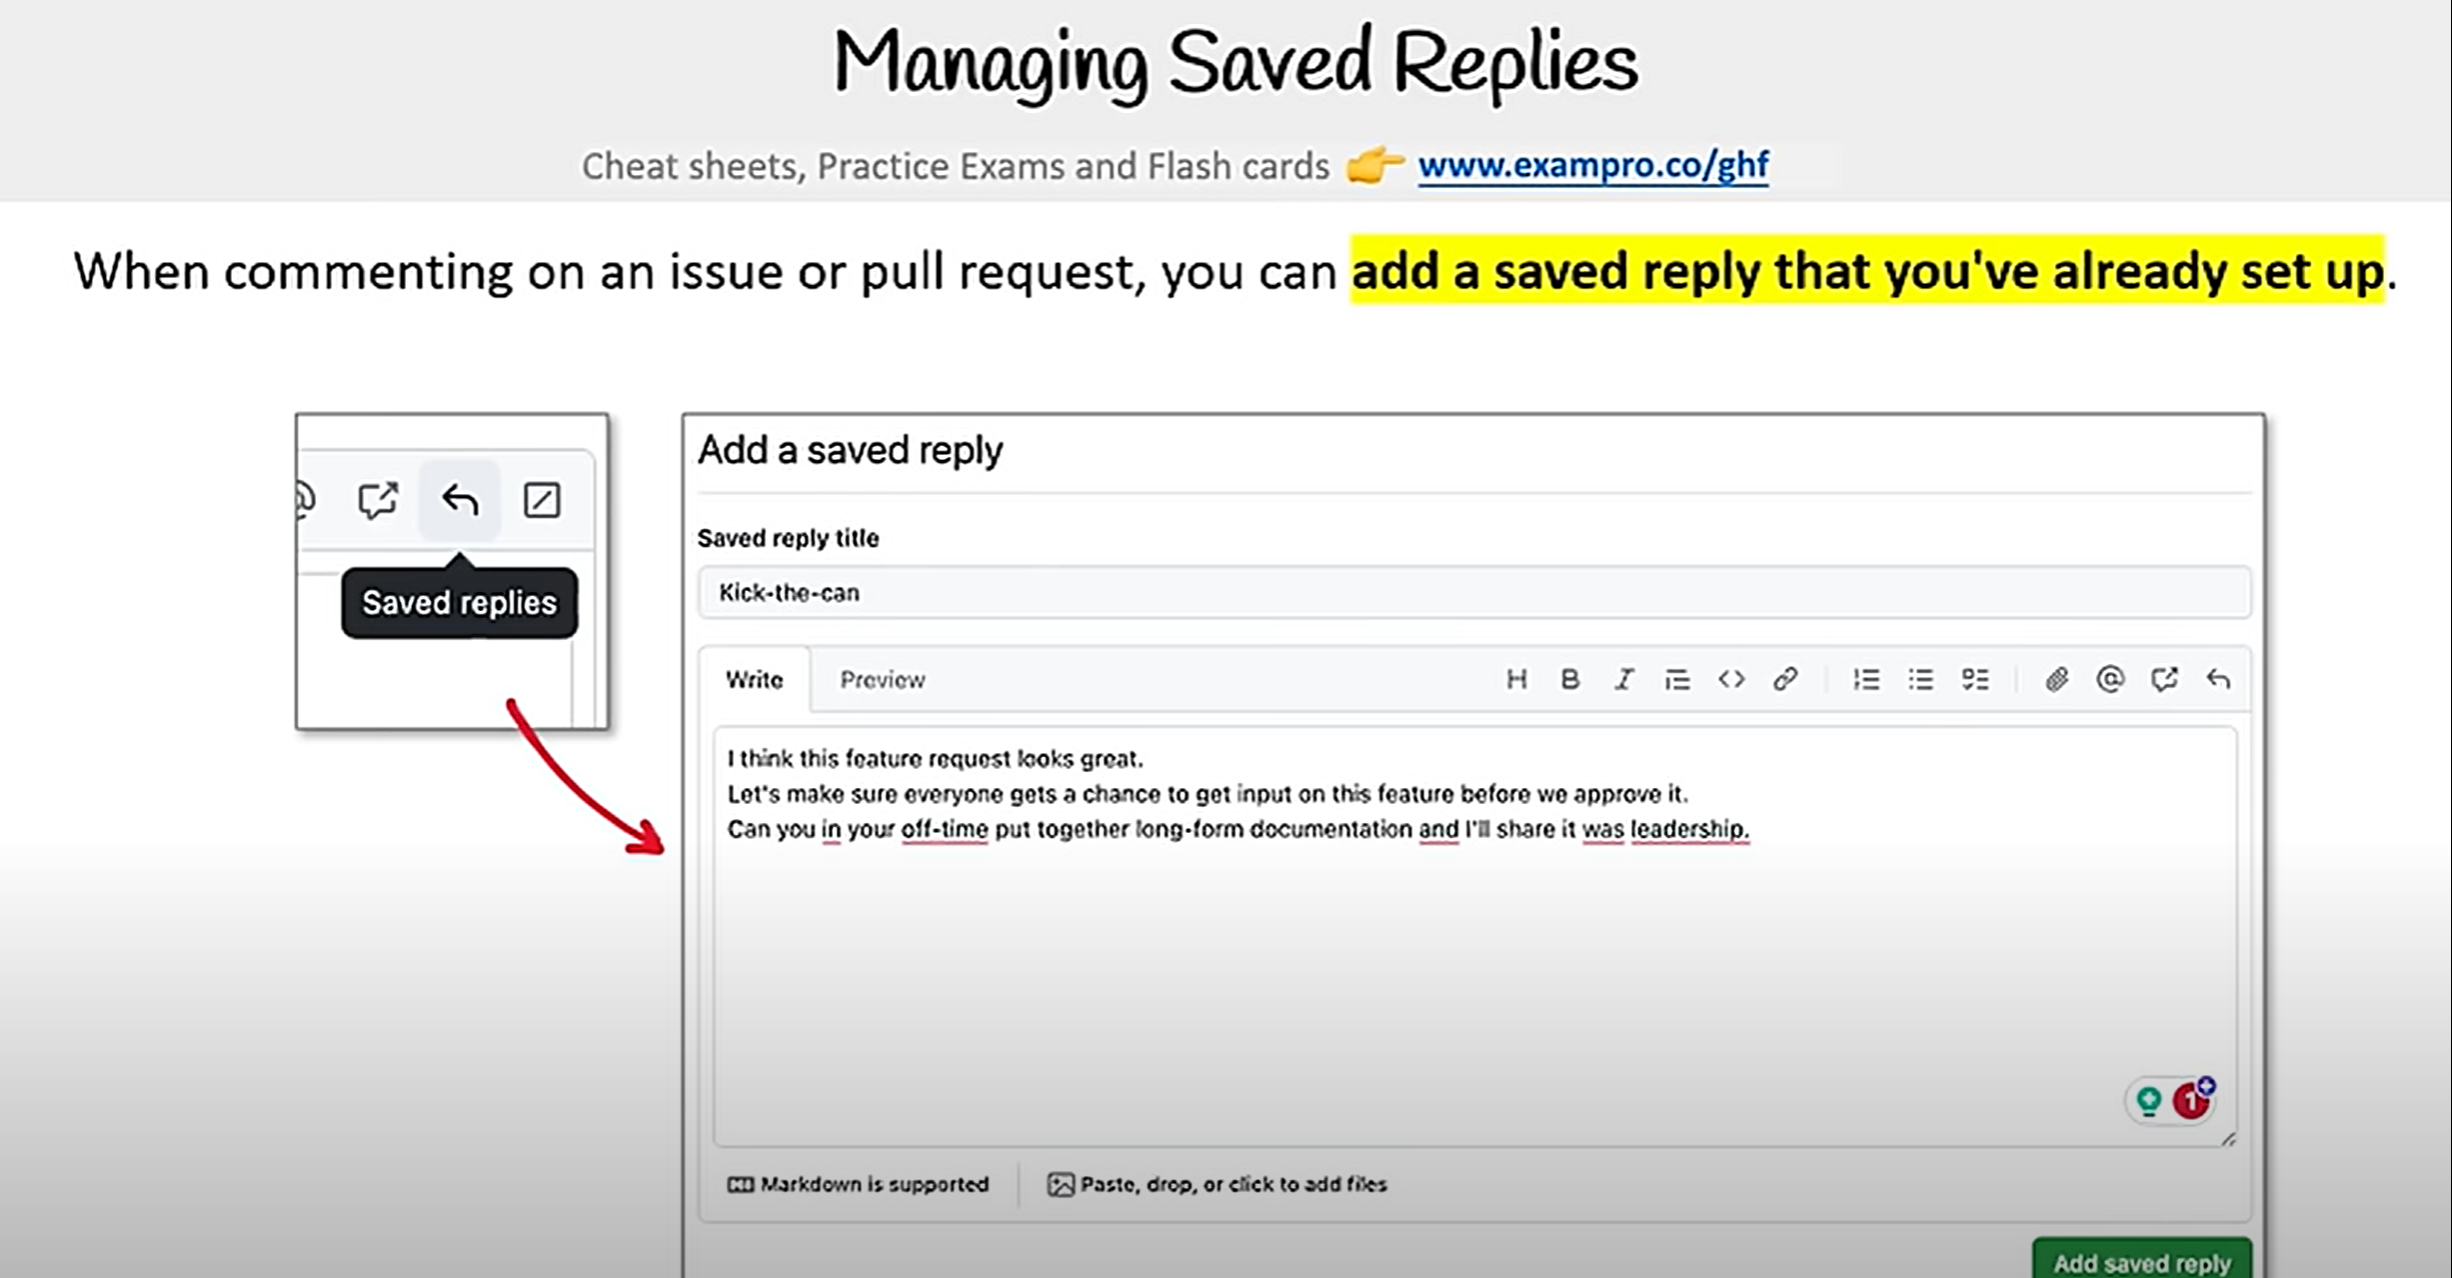 Managing Saved Replies
Cheat sheets, Practice Exams and Flash cards 👉 www.exampro.co/ghf
When commenting on an issue or pull request, you can add a saved reply that you've already set up.
Saved replies
Add a saved reply
Saved reply title
Kick-the-can
Write Preview
I think this feature request looks great.
Let's make sure everyone gets a chance to get input on this feature before we approve it.
Can you in your off-time put together long-form documentation and I'll share it was leadership.
1
Markdown is supported Paste, drop, or click to add files
Add saved reply